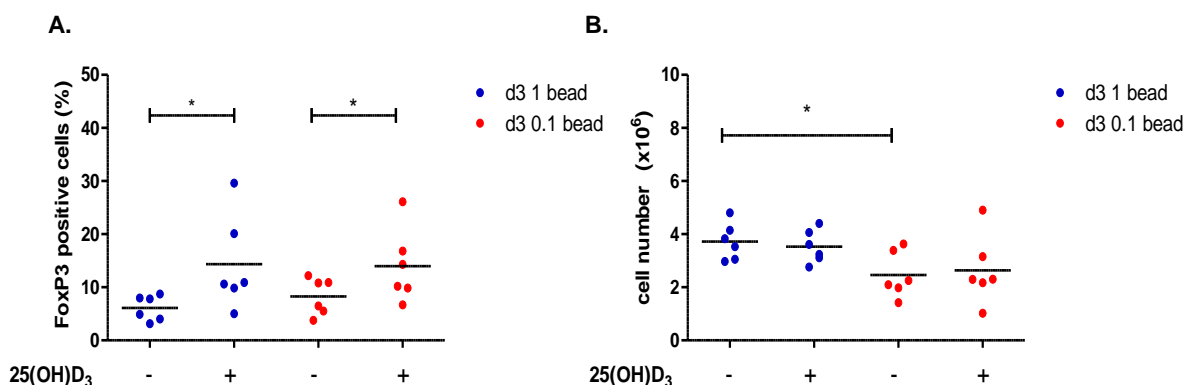 A.
FoxP3 positive cells (%)
50
40
30
20
10
0
*
*
d3 1 bead
d3 0.1 bead
25(OH)D3 - + - +
B.
cell number (x10⁶)
10
8
6
4
2
0
*
d3 1 bead
d3 0.1 bead
25(OH)D3 - + - +